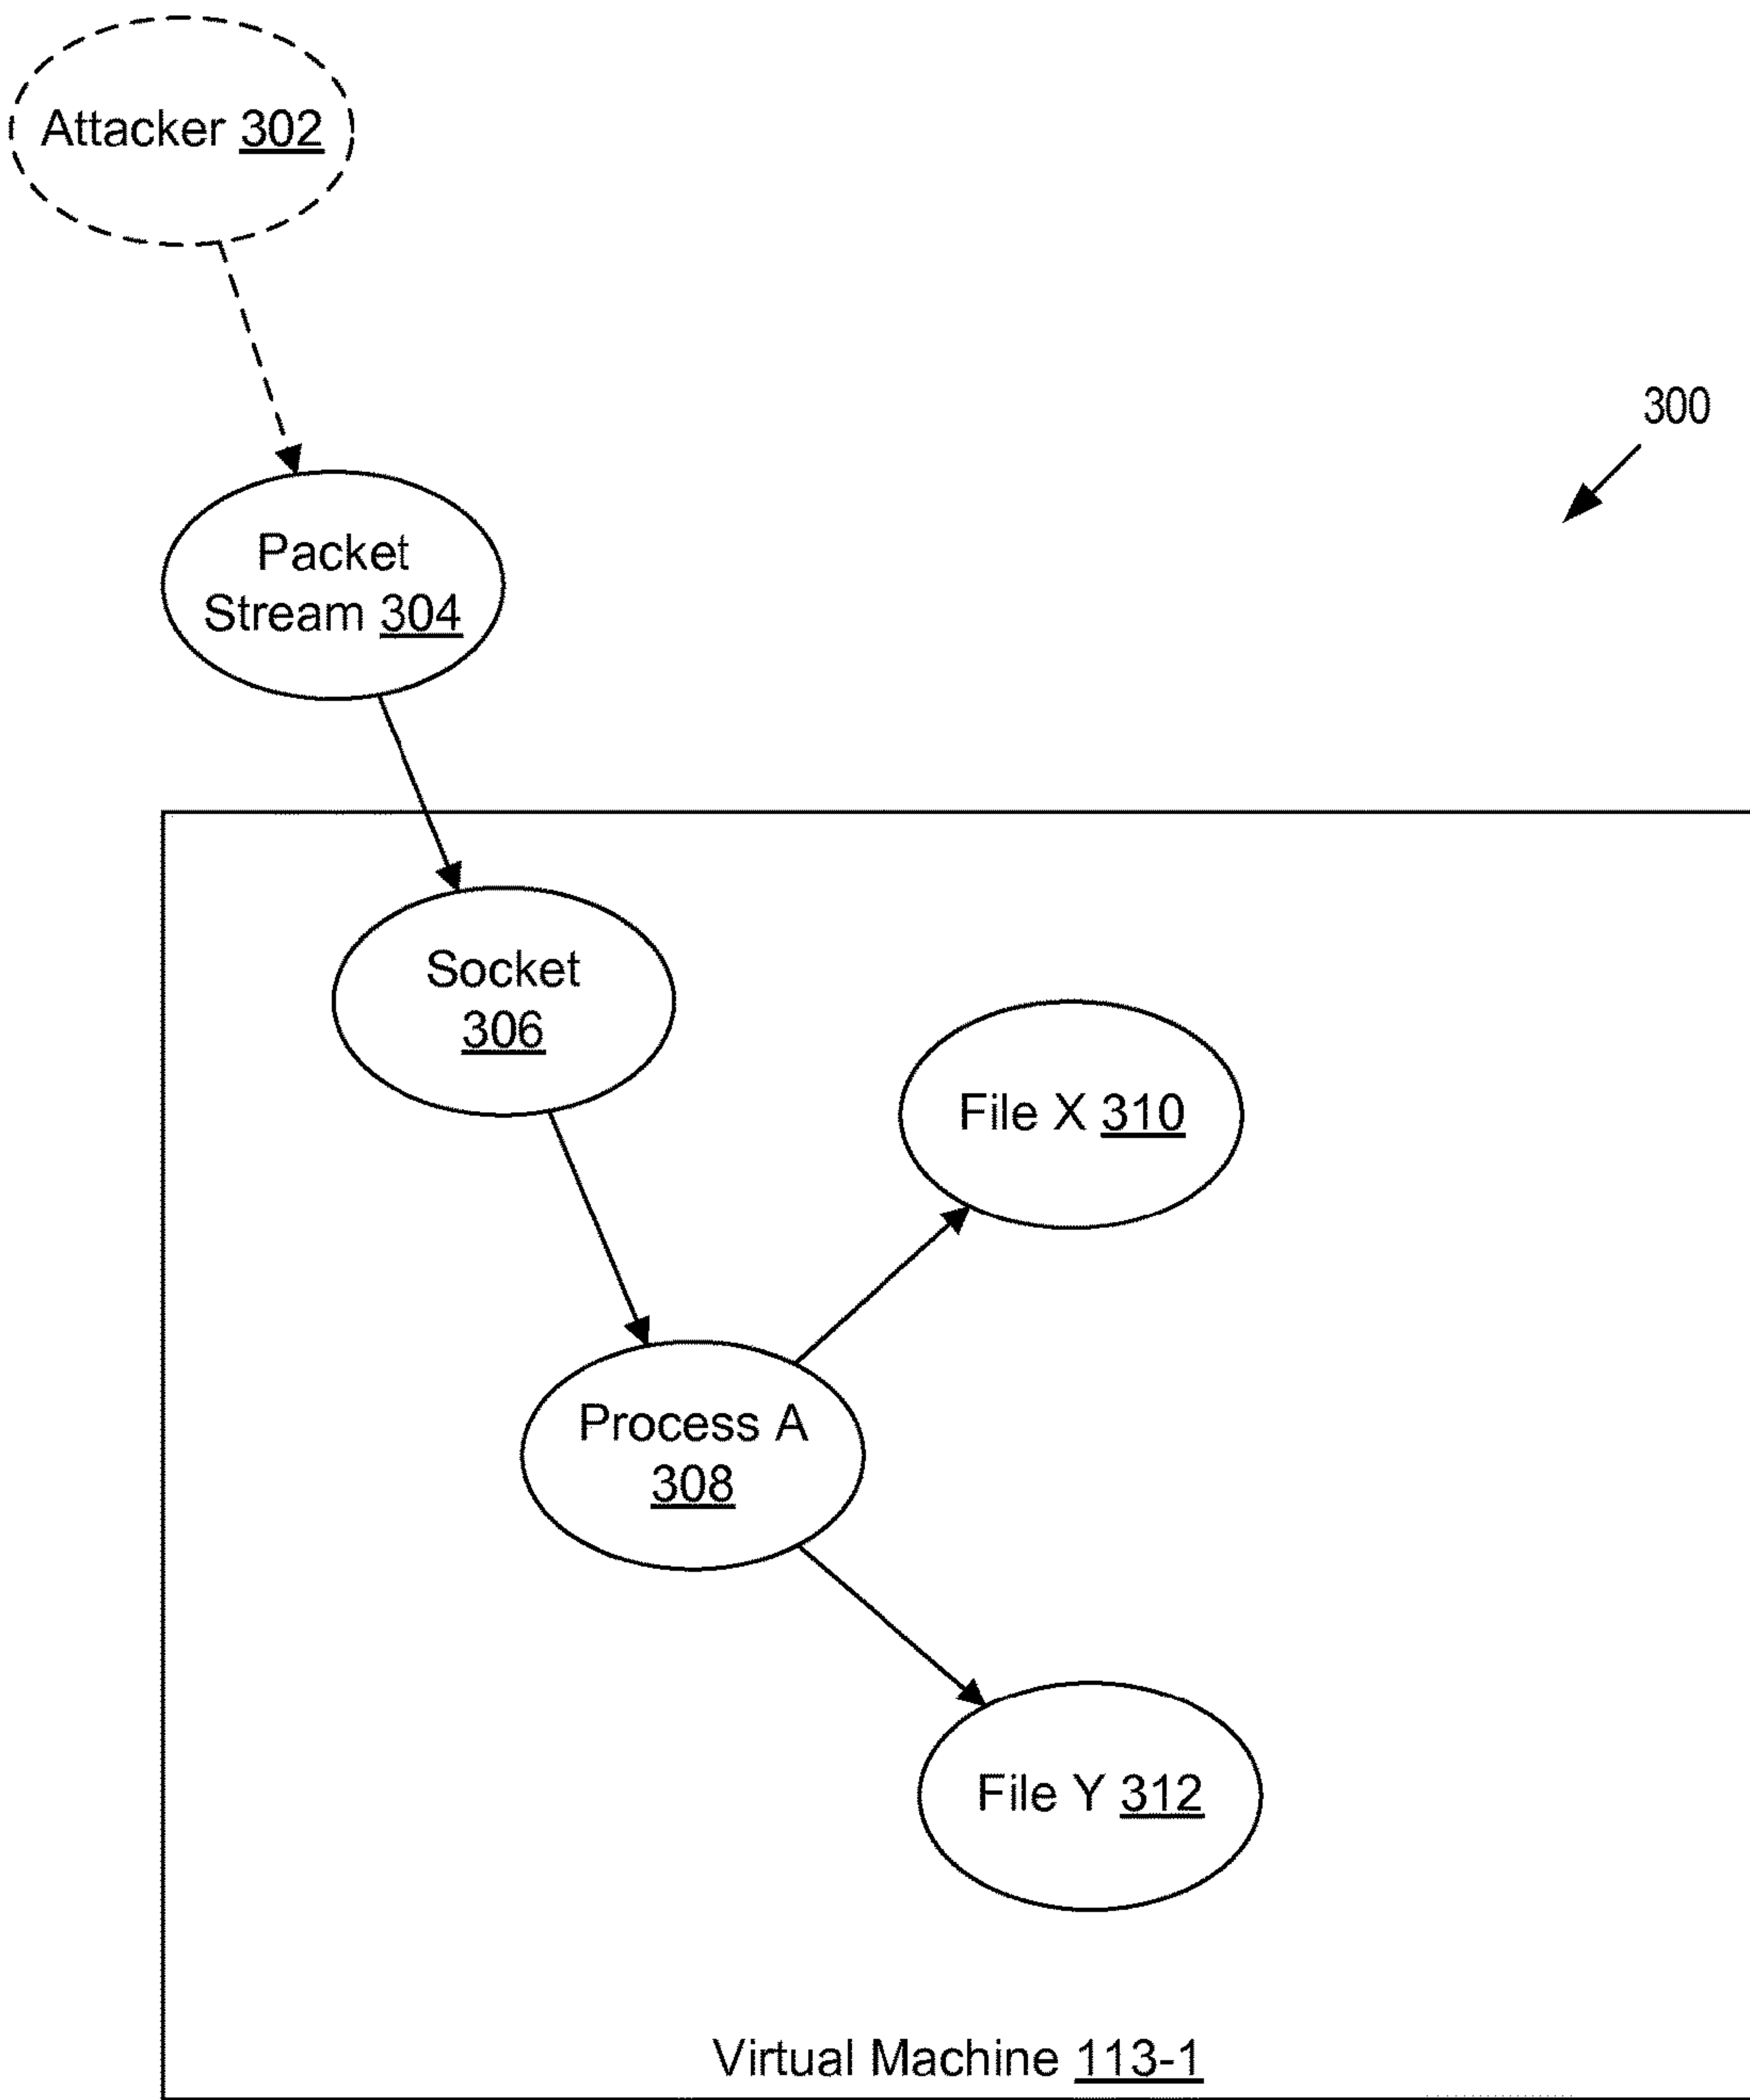 Attacker 302
300
Packet
Stream 304
Socket
306
File X 310
Process A
308
File Y 312
Virtual Machine 113-1